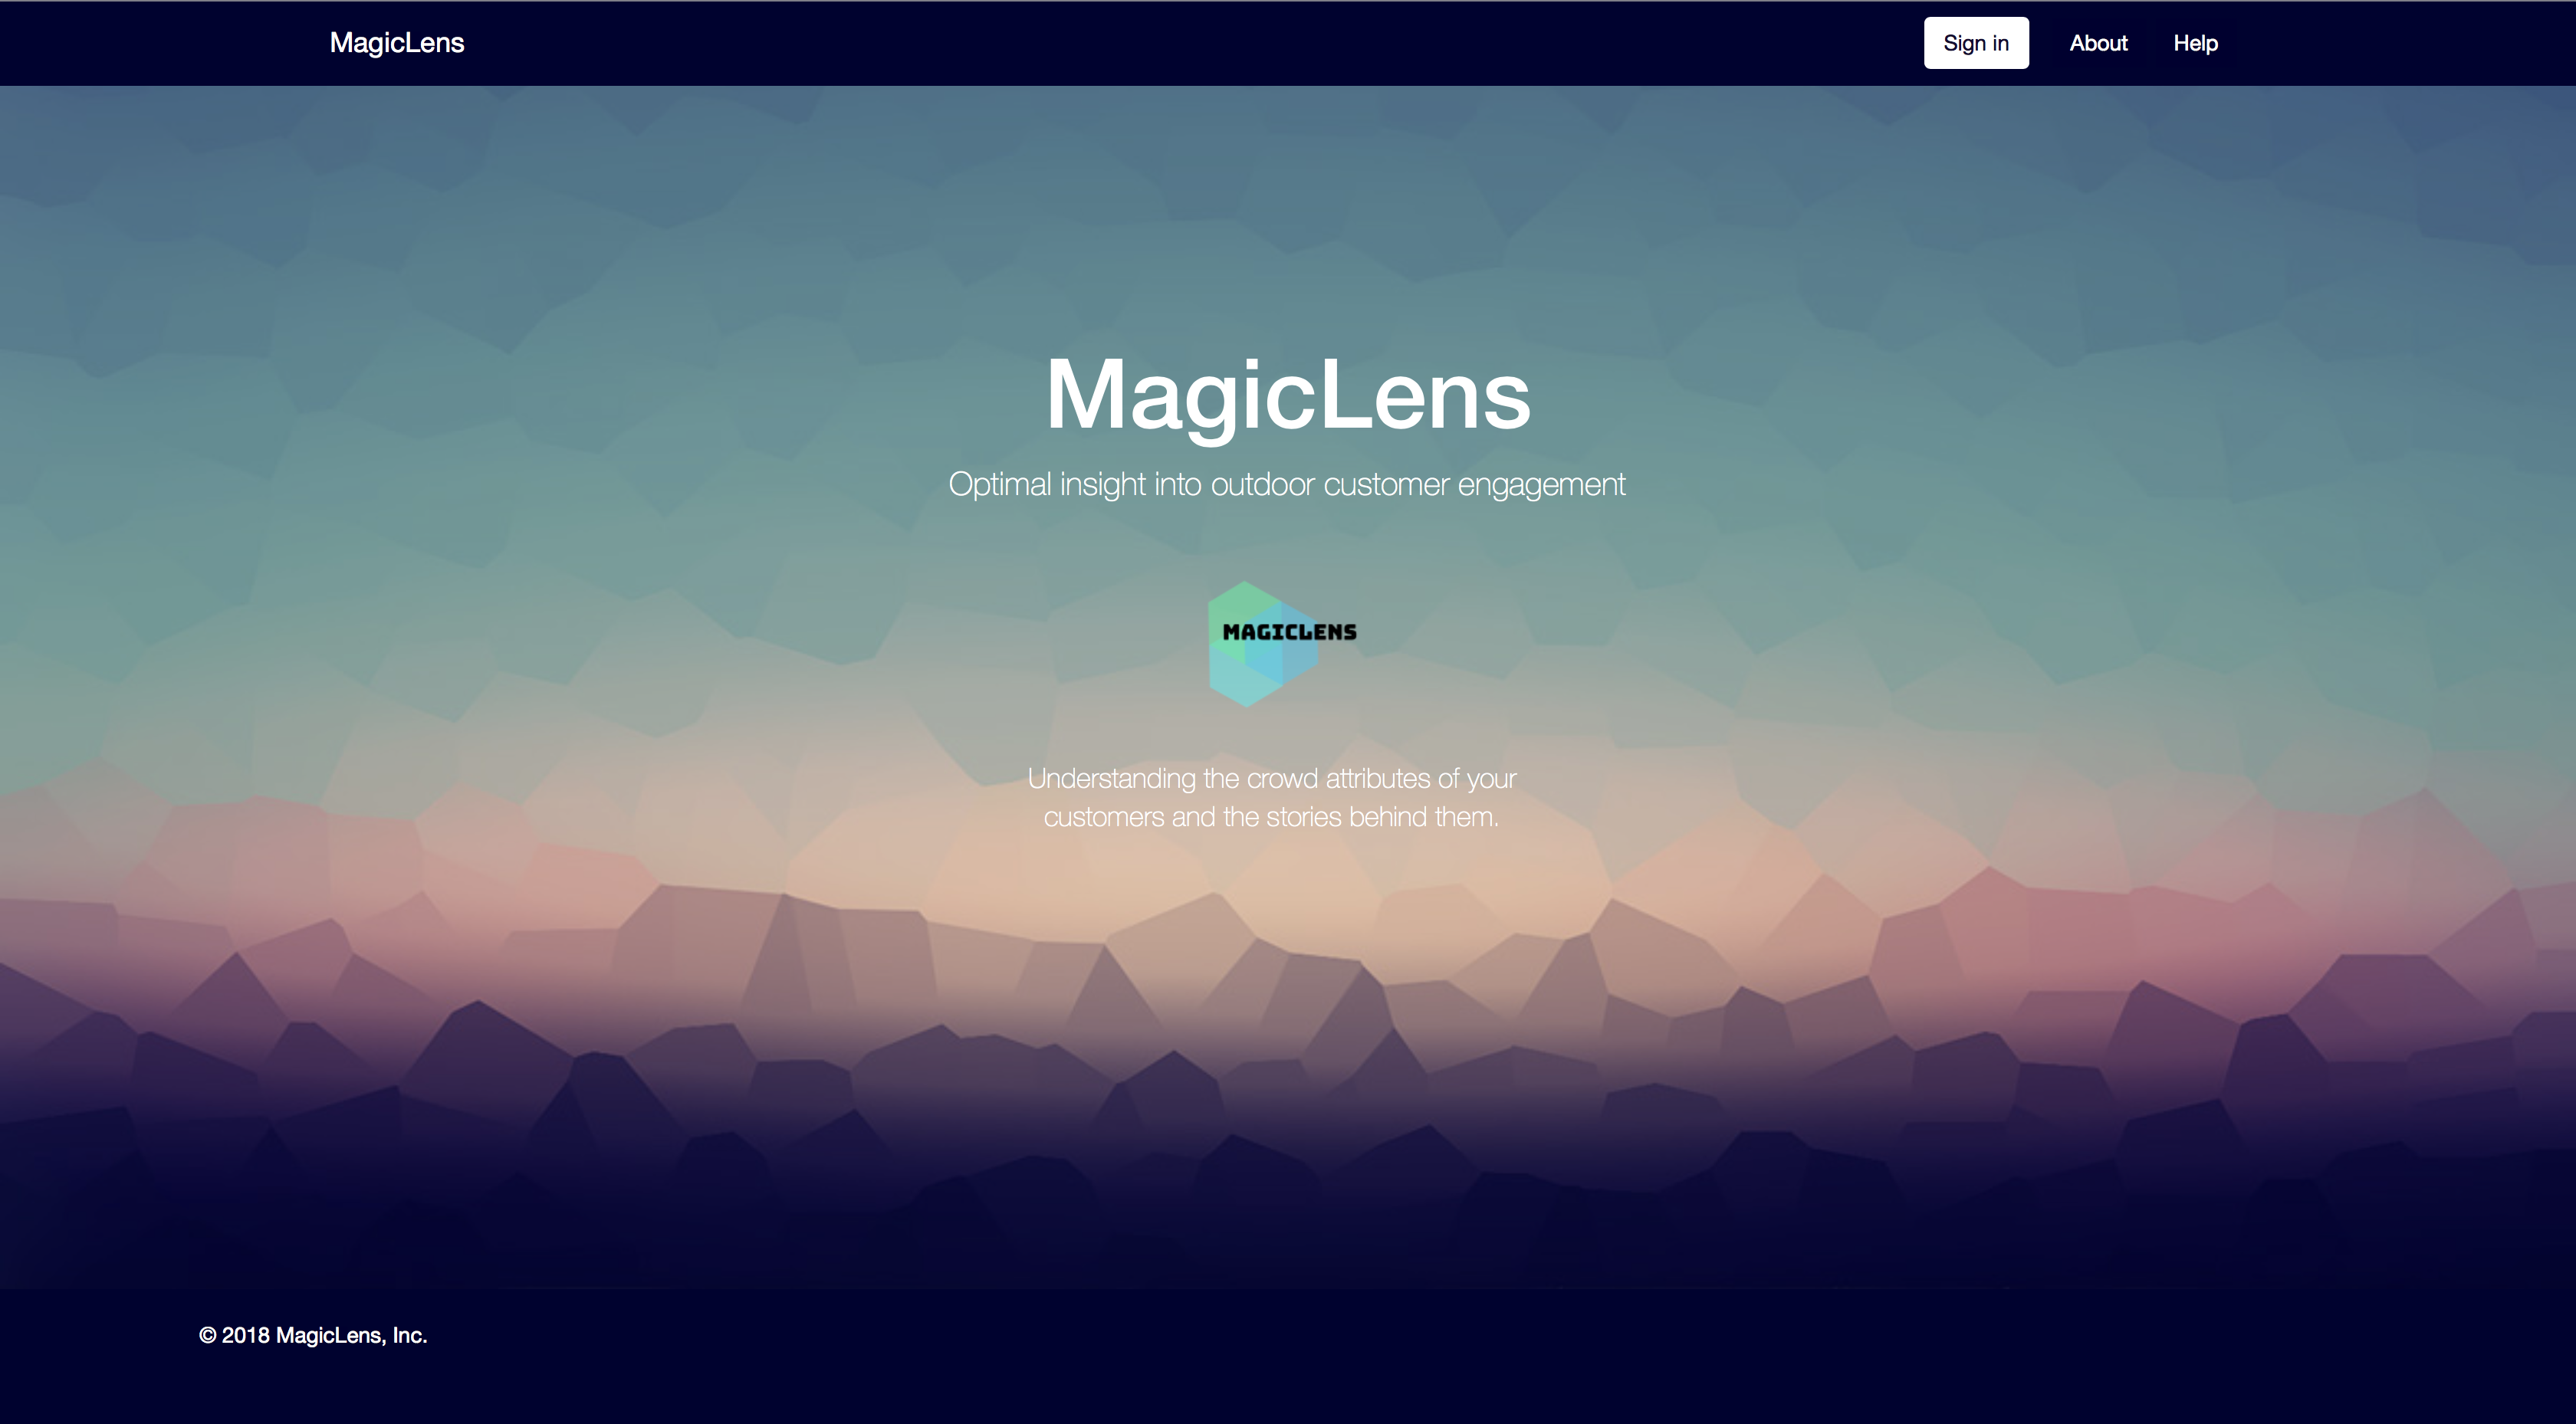 MagicLens
Sign in
About
Help
MagicLens
Optimal insight into outdoor customer engagement
MAGICLENS
Understanding the crowd attributes of your
customers and the stories behind them.
© 2018 MagicLens, Inc.